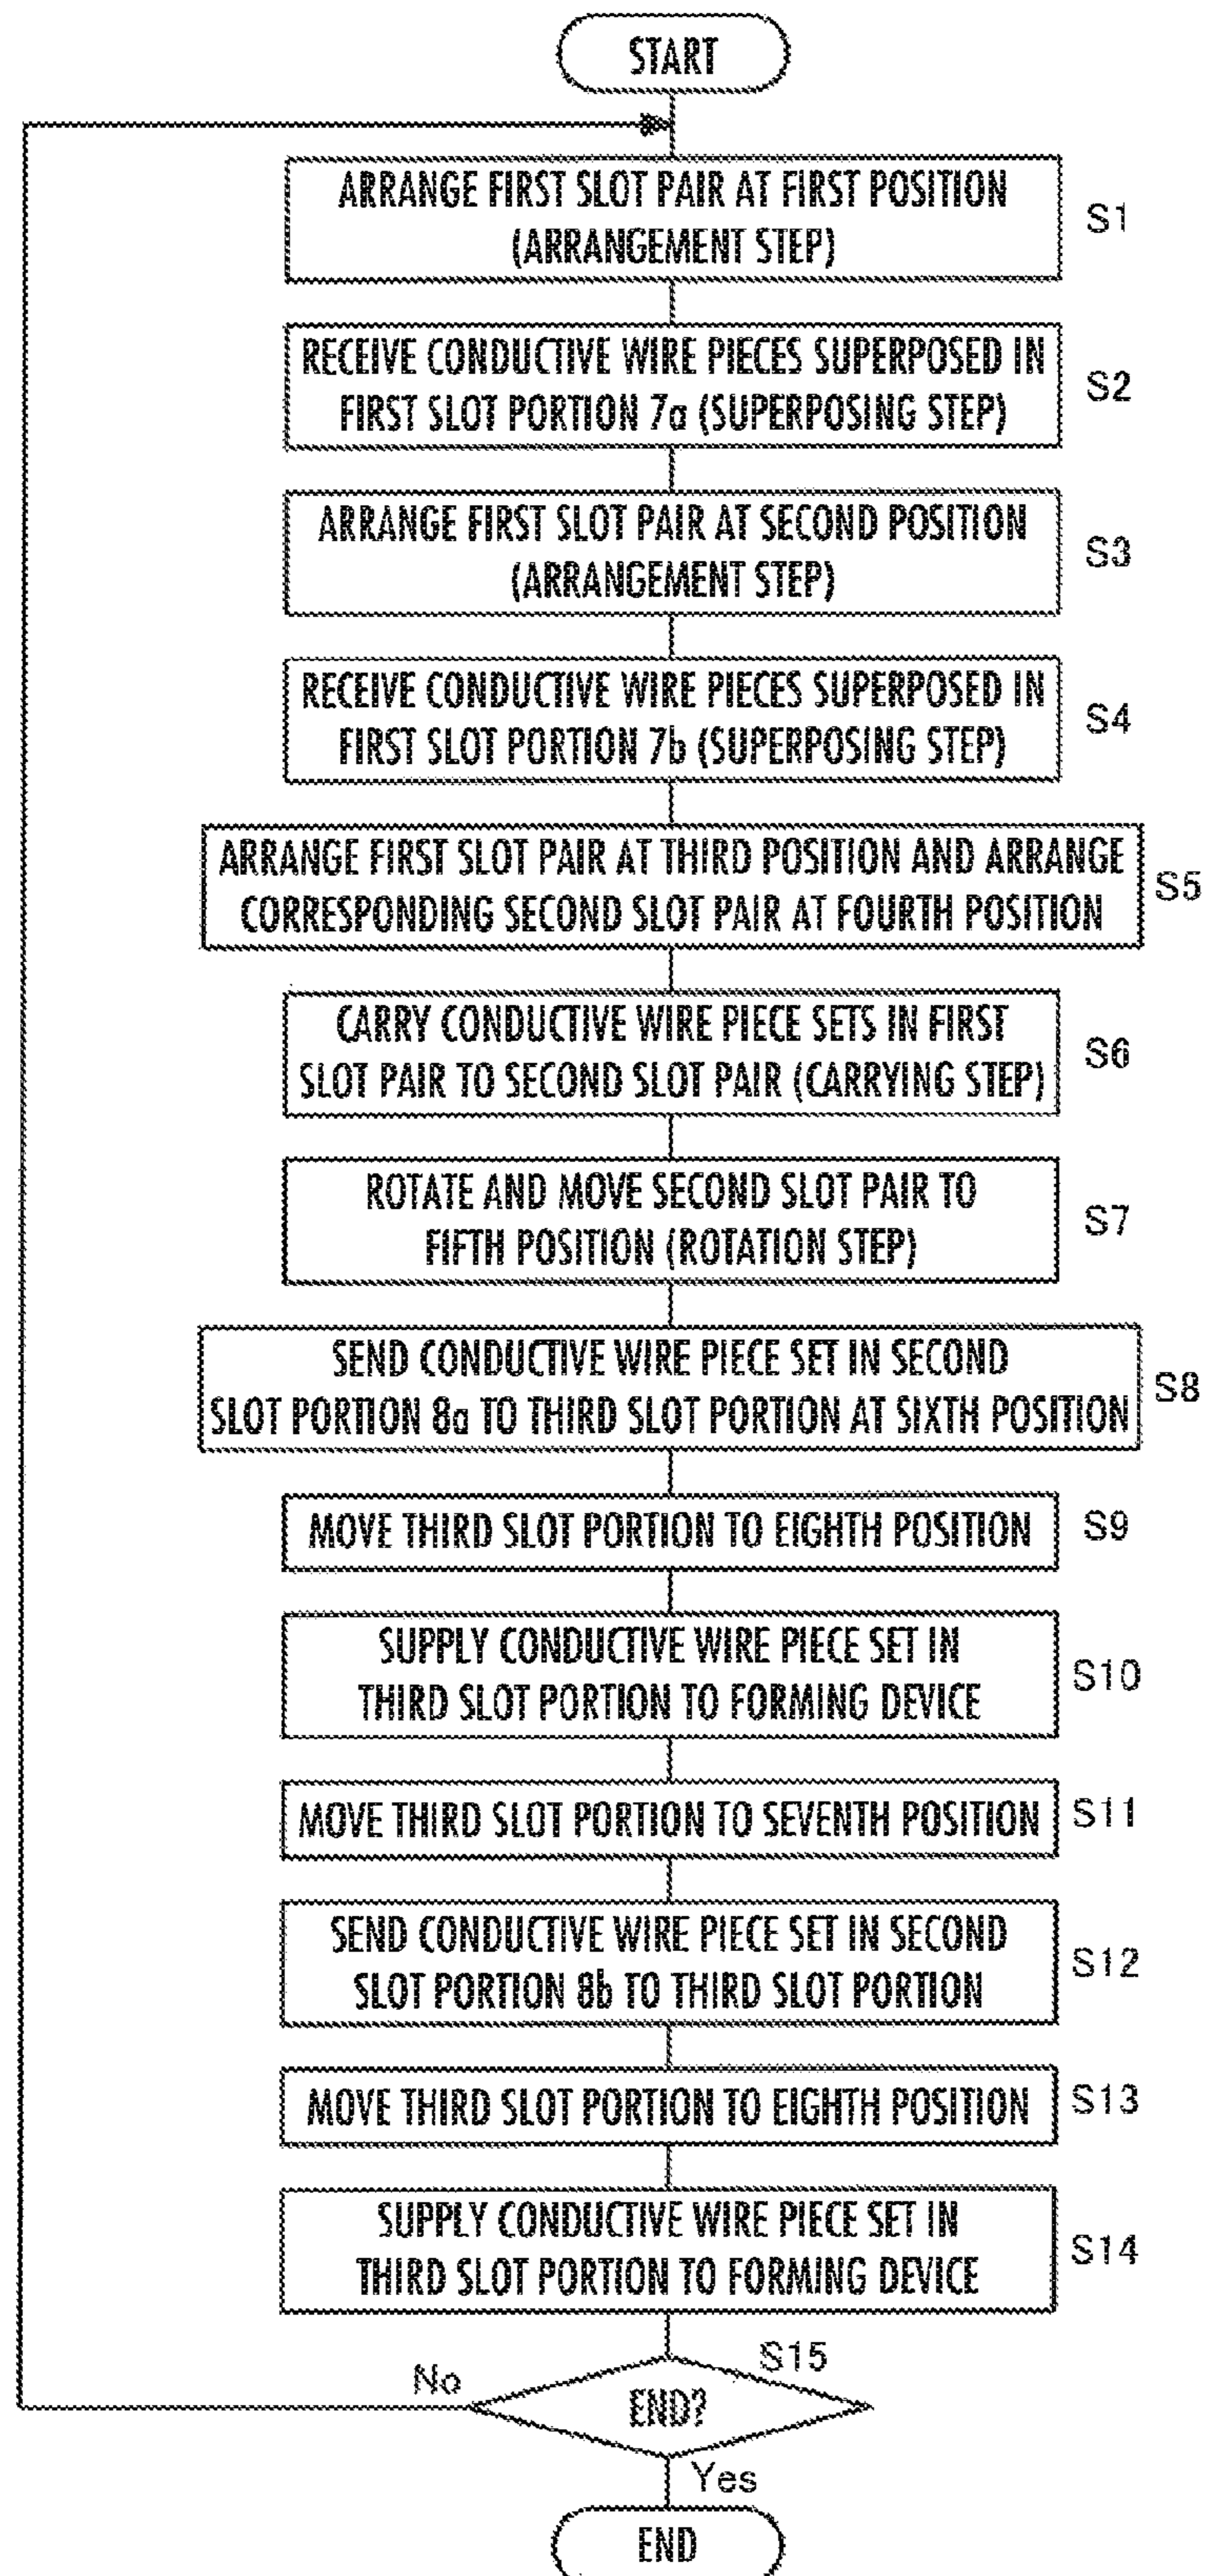 START
ARRANGE FIRST SLOT PAIR AT FIRST POSITION
(ARRANGEMENT STEP)
S1
RECEIVE CONDUCTIVE WIRE PIECES SUPERPOSED IN
FIRST SLOT PORTION 7a (SUPERPOSING STEP)
S2
ARRANGE FIRST SLOT PAIR AT SECOND POSITION
(ARRANGEMENT STEP)
S3
RECEIVE CONDUCTIVE WIRE PIECES SUPERPOSED IN
FIRST SLOT PORTION 7b (SUPERPOSING STEP)
S4
ARRANGE FIRST SLOT PAIR AT THIRD POSITION AND ARRANGE
CORRESPONDING SECOND SLOT PAIR AT FOURTH POSITION
S5
CARRY CONDUCTIVE WIRE PIECE SETS IN FIRST
SLOT PAIR TO SECOND SLOT PAIR (CARRYING STEP)
S6
ROTATE AND MOVE SECOND SLOT PAIR TO
FIFTH POSITION (ROTATION STEP)
S7
SEND CONDUCTIVE WIRE PIECE SET IN SECOND
SLOT PORTION 8a TO THIRD SLOT PORTION AT SIXTH POSITION
S8
MOVE THIRD SLOT PORTION TO EIGHTH POSITION
S9
SUPPLY CONDUCTIVE WIRE PIECE SET IN
THIRD SLOT PORTION TO FORMING DEVICE
S10
MOVE THIRD SLOT PORTION TO SEVENTH POSITION
S11
SEND CONDUCTIVE WIRE PIECE SET IN SECOND
SLOT PORTION 8b TO THIRD SLOT PORTION
S12
MOVE THIRD SLOT PORTION TO EIGHTH POSITION
S13
SUPPLY CONDUCTIVE WIRE PIECE SET IN
THIRD SLOT PORTION TO FORMING DEVICE
S14
S15
No
END?
Yes
END